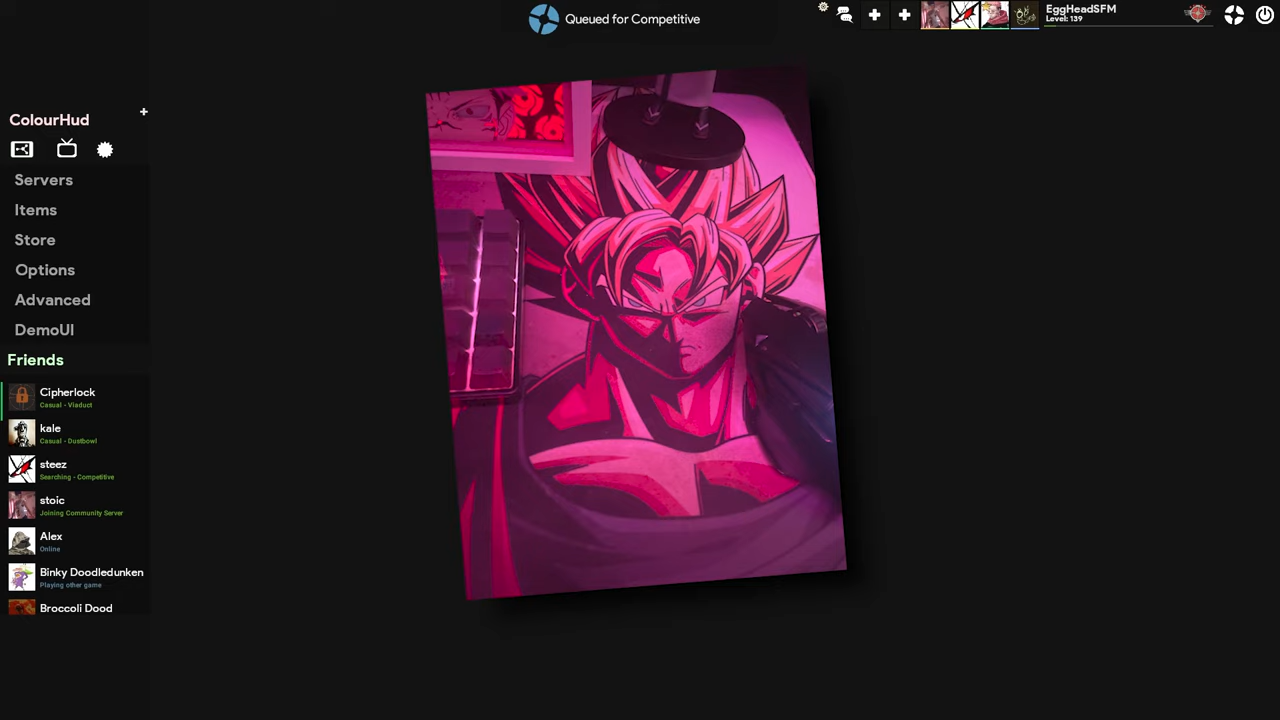 Queued for Competitive
EggHeadSFM
Level: 139
ColourHud
Servers
Items
Store
Options
Advanced
DemoUI
Friends
Cipherlock
Casual - Viaduct
kale
Casual - Dustbowl
steez
Searching - Competitive
stoic
Joining Community Server
Alex
Online
Binky Doodledunken
Playing other game
Broccoli Dood